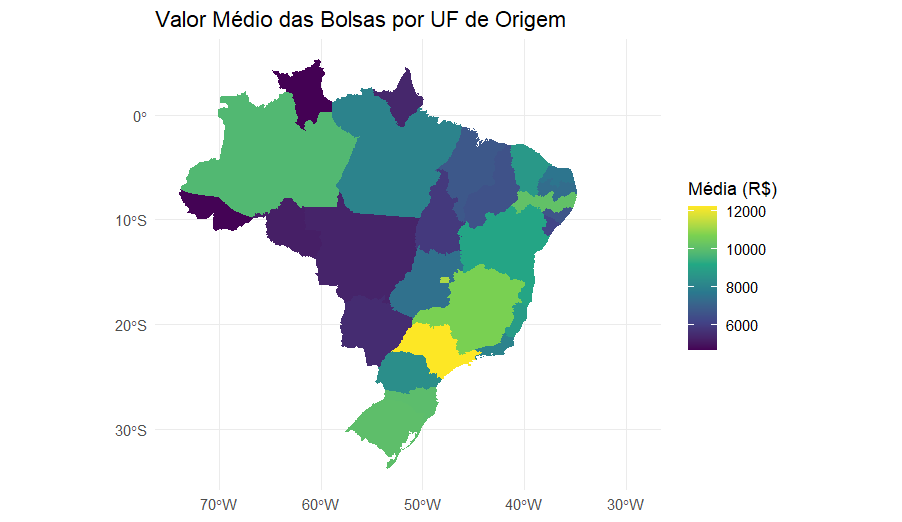 Valor Médio das Bolsas por UF de Origem
0°
10°S
20°S
30°S
70°W
60°W
50°W
40°W
30°W
Média (R$)
12000
10000
8000
6000